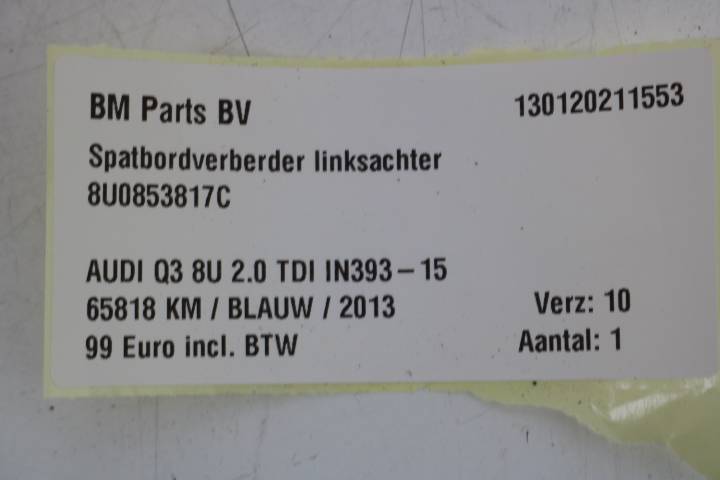 BM Parts BV 130120211553
Spatbordverberder linksachter
8U0853817C
AUDI Q3 8U 2.0 TDI IN393-15
65818 KM / BLAUW / 2013 Verz: 10
99 Euro incl. BTW Aantal: 1